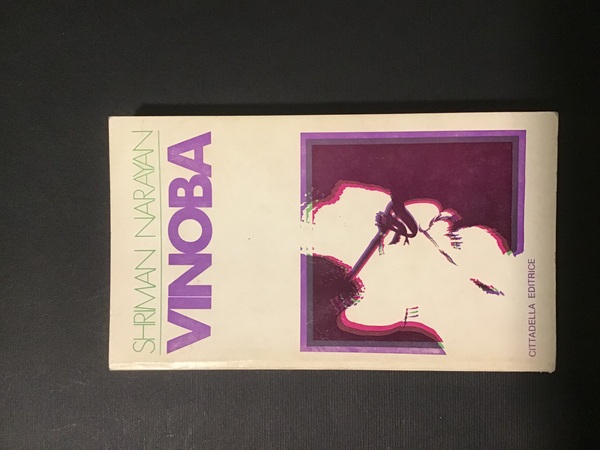 SHRIMAN NARAYAN
VINOBA
CITTADELLA EDITRICE